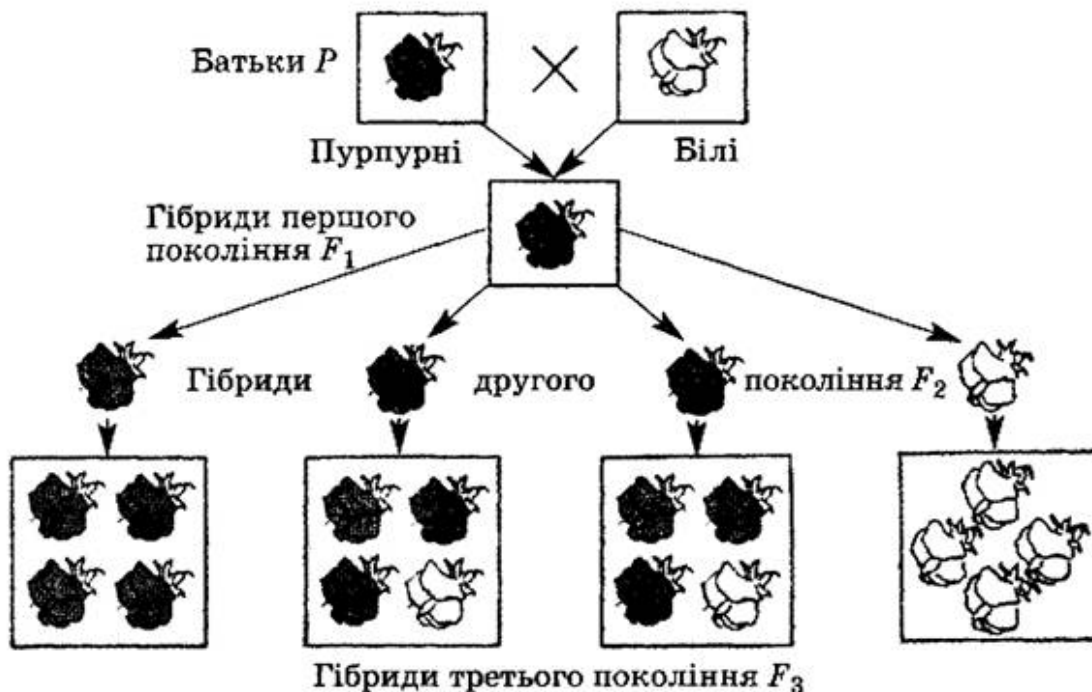 Батьки P
Пурпурні
Білі
Гібриди першого
покоління F₁
Гібриди другого покоління F₂
Гібриди третього покоління F₃